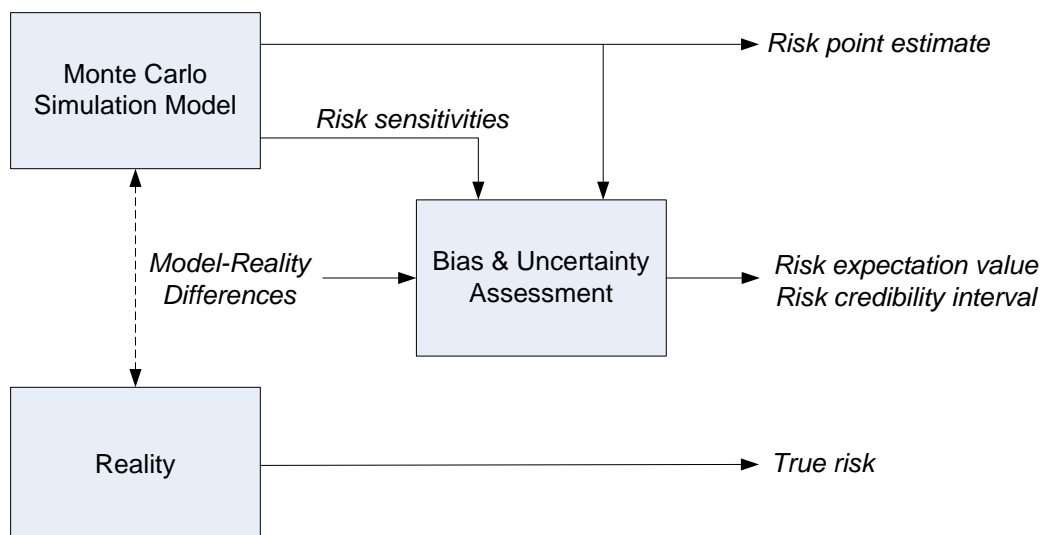 Monte Carlo
Simulation Model
Risk point estimate
Risk sensitivities
Model-Reality
Differences
Bias & Uncertainty
Assessment
Risk expectation value
Risk credibility interval
Reality
True risk